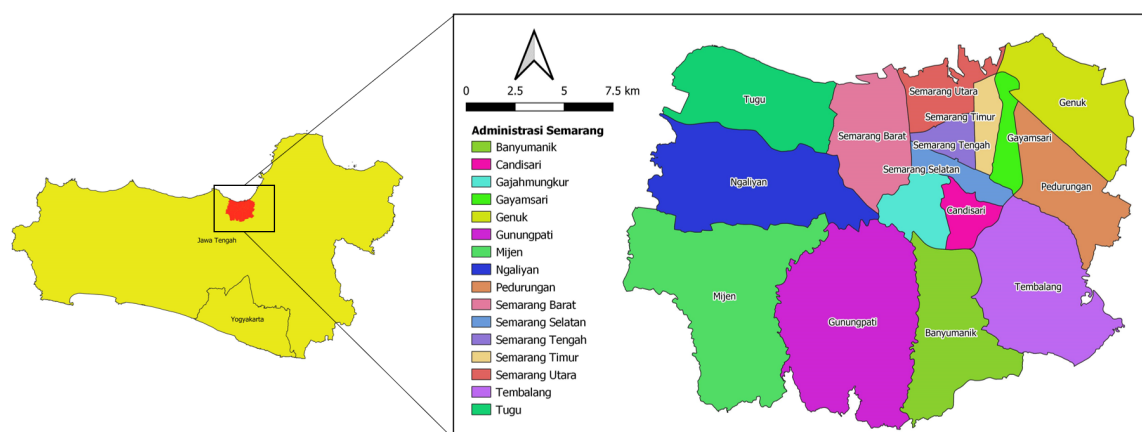 Jawa Tengah
Yogyakarta
0 2.5 5 7.5 km
Administrasi Semarang
Banyumanik
Candisari
Gajahmungkur
Gayamsari
Genuk
Gunungpati
Mijen
Ngaliyan
Pedurungan
Semarang Barat
Semarang Selatan
Semarang Tengah
Semarang Timur
Semarang Utara
Tembalang
Tugu
Tugu
Semarang Utara
Genuk
Semarang Timur
Semarang Barat
Gayamsari
Semarang Tengah
Semarang Selatan
Ngaliyan
Pedurungan
Candisari
Mijen
Tembalang
Gunungpati
Banyumanik